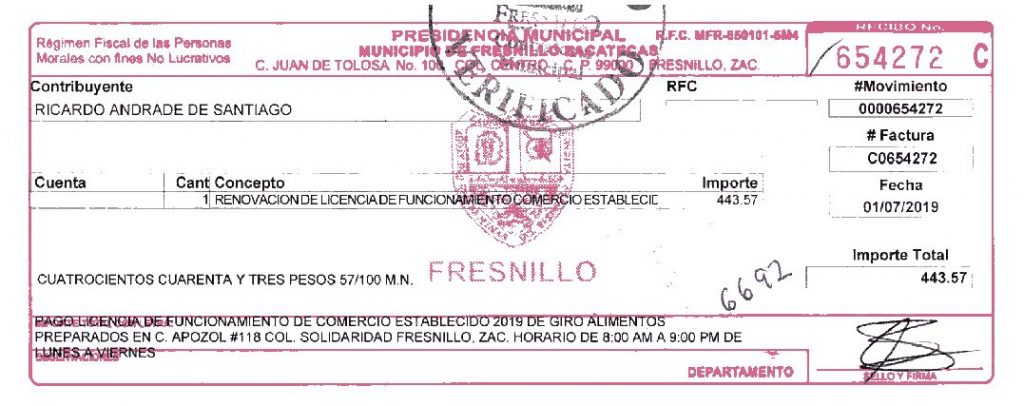 Régimen Fiscal de las Personas
Morales con fines No Lucrativos
PRESIDENCIA MUNICIPAL
MUNICIPIO DE FRESNILLO ZACATECAS
C. JUAN DE TOLOSA No. 100 COL. CENTRO C. P. 99000 FRESNILLO, ZAC.
R.F.C. MFR-850101-5M4
RECIBO No.
654272 C
VERIFICADO
Contribuyente
RICARDO ANDRADE DE SANTIAGO
RFC
#Movimiento
0000654272
# Factura
C0654272
Fecha
01/07/2019
Cuenta Cant Concepto Importe
1 RENOVACION DE LICENCIA DE FUNCIONAMIENTO COMERCIO ESTABLECID 443.57
Importe Total
443.57
CUATROCIENTOS CUARENTA Y TRES PESOS 57/100 M.N.
FRESNILLO
6692
PAGO LICENCIA DE FUNCIONAMIENTO DE COMERCIO ESTABLECIDO 2019 DE GIRO ALIMENTOS
PREPARADOS EN C. APOZOL #118 COL. SOLIDARIDAD FRESNILLO, ZAC. HORARIO DE 8:00 AM A 9:00 PM DE
LUNES A VIERNES
DEPARTAMENTO
SELLO Y FIRMA